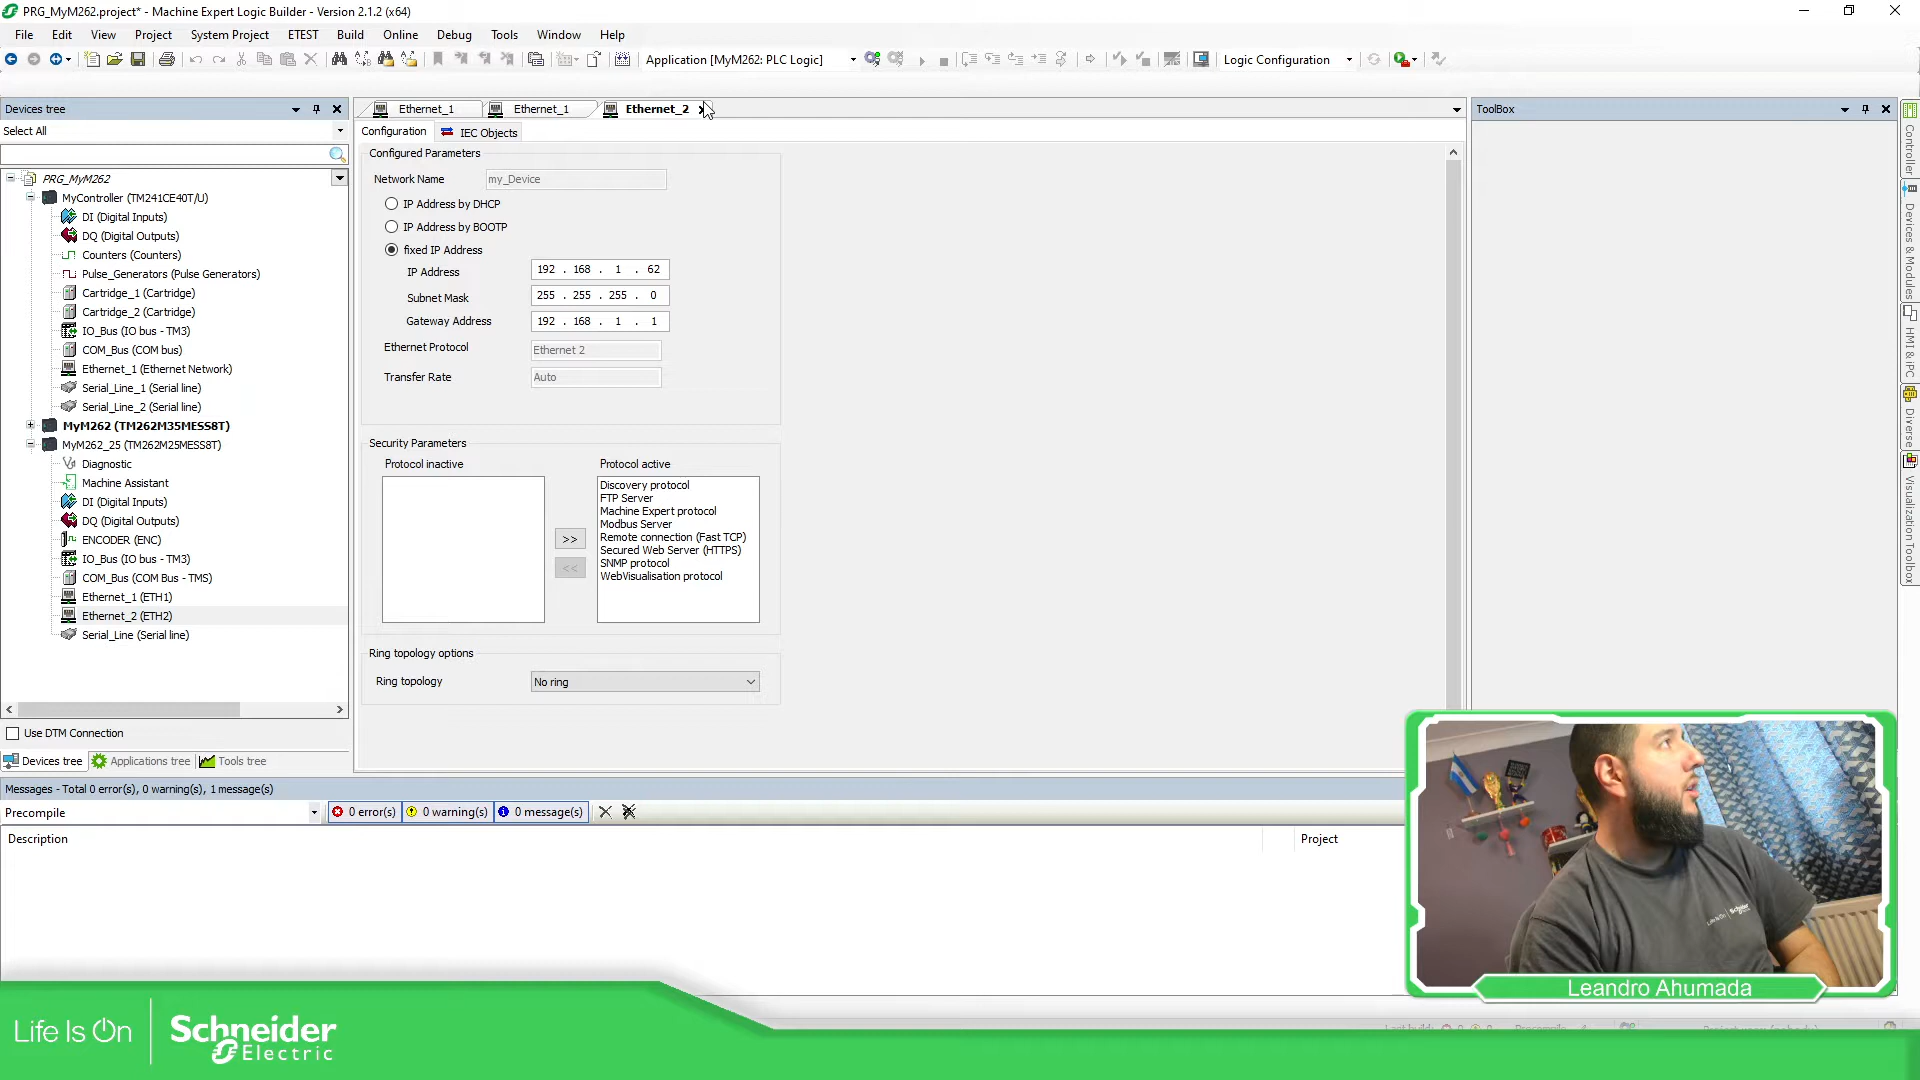 PRG_MyM262.project* - Machine Expert Logic Builder - Version 2.1.2 (x64)
File Edit View Project System Project ETEST Build Online Debug Tools Window Help
Application [MyM262: PLC Logic] Logic Configuration
Devices tree
Select All
PRG_MyM262
MyController (TM241CE40T/U)
DI (Digital Inputs)
DQ (Digital Outputs)
Counters (Counters)
Pulse_Generators (Pulse Generators)
Cartridge_1 (Cartridge)
Cartridge_2 (Cartridge)
IO_Bus (IO bus - TM3)
COM_Bus (COM bus)
Ethernet_1 (Ethernet Network)
Serial_Line_1 (Serial line)
Serial_Line_2 (Serial line)
MyM262 (TM262M35MESS8T)
MyM262_25 (TM262M25MESS8T)
Diagnostic
Machine Assistant
DI (Digital Inputs)
DQ (Digital Outputs)
ENCODER (ENC)
IO_Bus (IO bus - TM3)
COM_Bus (COM Bus - TMS)
Ethernet_1 (ETH1)
Ethernet_2 (ETH2)
Serial_Line (Serial line)
Use DTM Connection
Devices tree Applications tree Tools tree
Ethernet_1 Ethernet_1 Ethernet_2
Configuration IEC Objects
Configured Parameters
Network Name my_Device
IP Address by DHCP
IP Address by BOOTP
fixed IP Address
IP Address 192 . 168 . 1 . 62
Subnet Mask 255 . 255 . 255 . 0
Gateway Address 192 . 168 . 1 . 1
Ethernet Protocol Ethernet 2
Transfer Rate Auto
Security Parameters
Protocol inactive Protocol active
Discovery protocol
FTP Server
Machine Expert protocol
Modbus Server
Remote connection (Fast TCP)
Secured Web Server (HTTPS)
SNMP protocol
WebVisualisation protocol
>>
<<
Ring topology options
Ring topology No ring
ToolBox
Controller
Devices & Modules
HMI & iPC
Diverse
Visualization Toolbox
Messages - Total 0 error(s), 0 warning(s), 1 message(s)
Precompile 0 error(s) 0 warning(s) 0 message(s)
Description Project
Life Is On
Schneider Electric
Leandro Ahumada